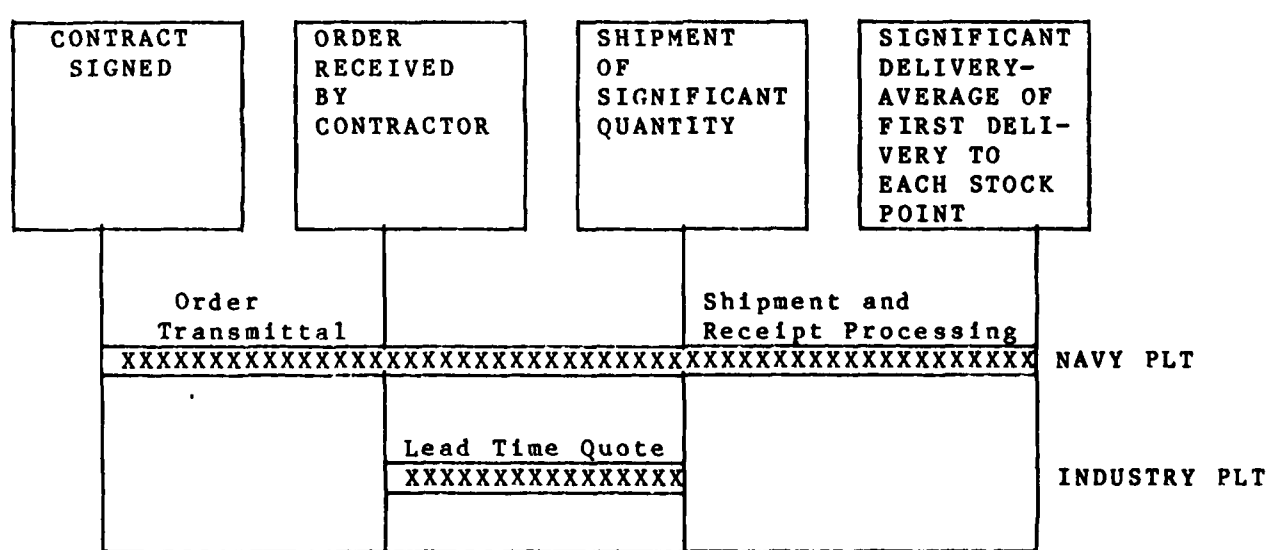 CONTRACT
SIGNED
ORDER
RECEIVED
BY
CONTRACTOR
SHIPMENT
OF
SIGNIFICANT
QUANTITY
SIGNIFICANT
DELIVERY-
AVERAGE OF
FIRST DELI-
VERY TO
EACH STOCK
POINT
Order
Transmittal
Shipment and
Receipt Processing
XXXXXXXXXXXXXXXXXXXXXXXXXXXXXXXXXXXXXXXXXXXXXXXXXXXX NAVY PLT
Lead Time Quote
XXXXXXXXXXXXXXXX INDUSTRY PLT